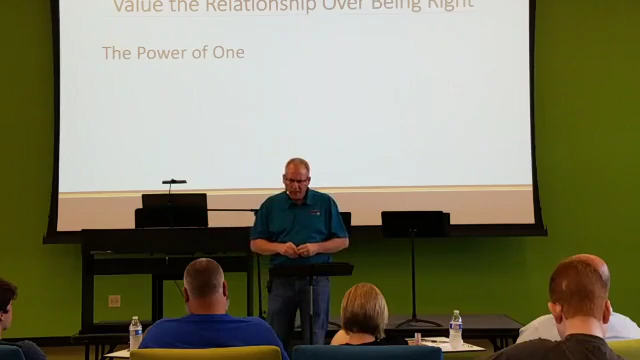 Value the Relationship Over Being Right
The Power of One